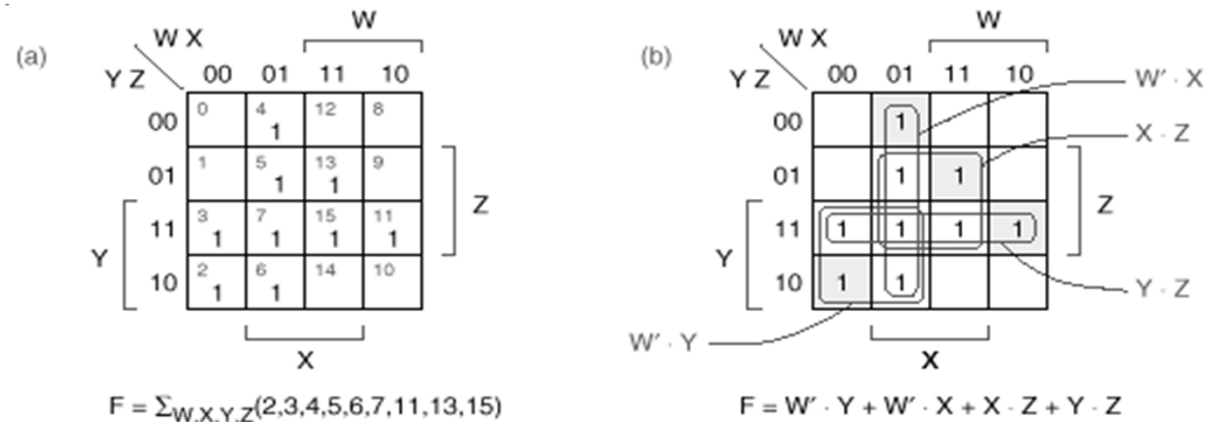 (a)
W X
W
Y Z
00 01 11 10
00
0 4 12 8
1
01
1 5 13 9
1 1
Z
11
3 7 15 11
1 1 1 1
Y
10
2 6 14 10
1 1
X
F = Σ_W,X,Y,Z(2,3,4,5,6,7,11,13,15)
(b)
W X
W
Y Z
00 01 11 10
W′ · X
00
1
X · Z
01
1 1
Z
11
1 1 1 1
Y
10
1 1
Y · Z
W′ · Y
X
F = W′ · Y + W′ · X + X · Z + Y · Z